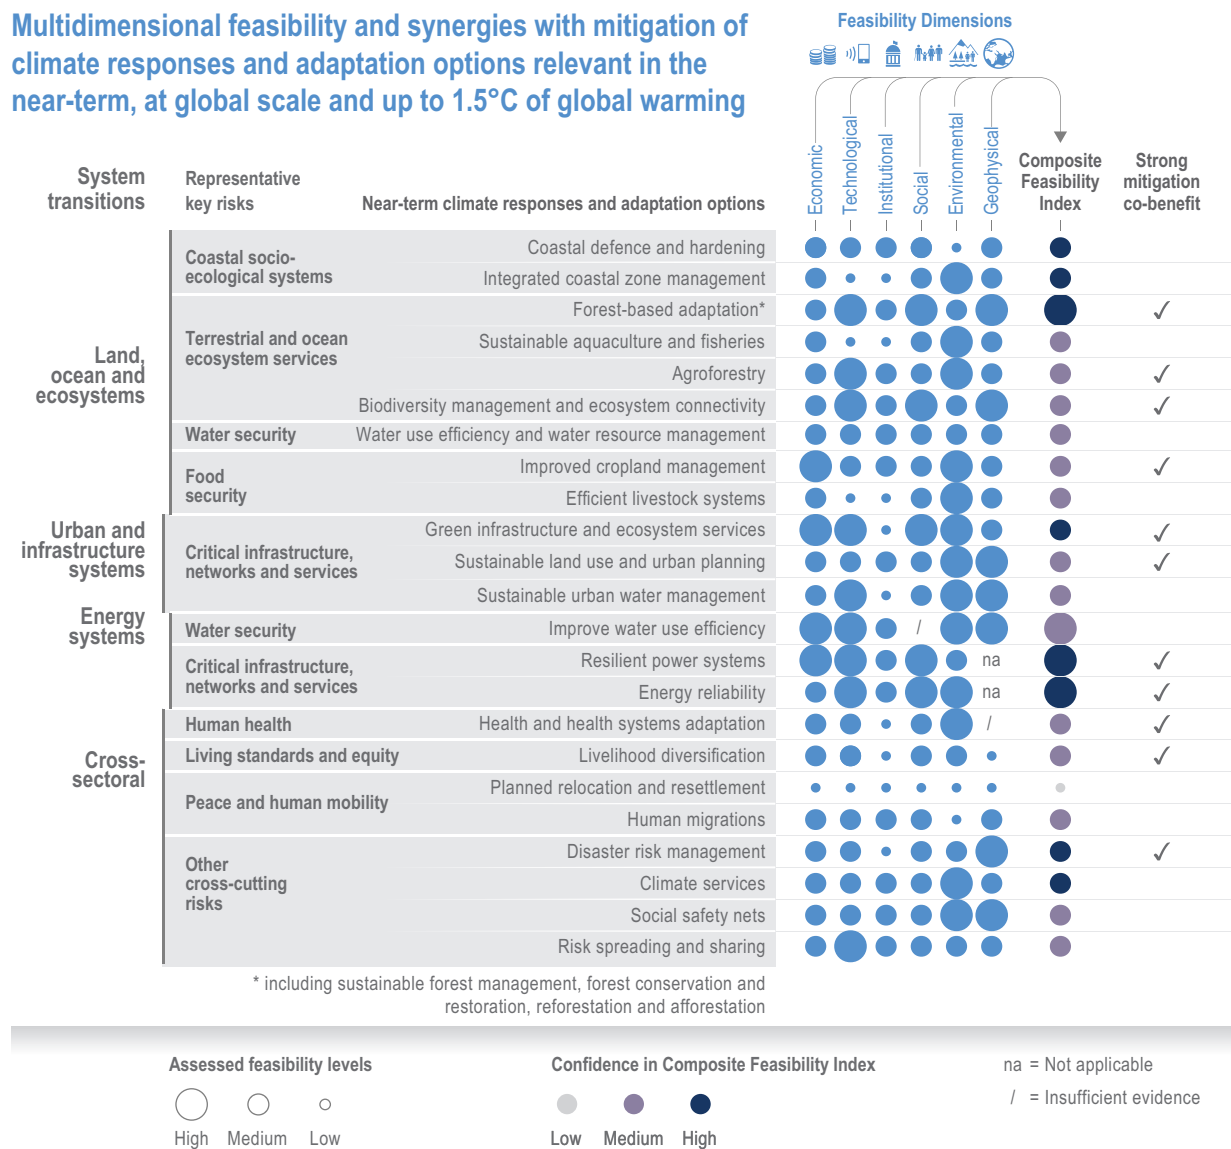 Multidimensional feasibility and synergies with mitigation of
climate responses and adaptation options relevant in the
near-term, at global scale and up to 1.5°C of global warming
Feasibility Dimensions
Economic
Technological
Institutional
Social
Environmental
Geophysical
Composite
Feasibility
Index
Strong
mitigation
co-benefit
System
transitions
Representative
key risks
Near-term climate responses and adaptation options
Land,
ocean and
ecosystems
Coastal socio-
ecological systems
Coastal defence and hardening
Integrated coastal zone management
Terrestrial and ocean
ecosystem services
Forest-based adaptation* ✓
Sustainable aquaculture and fisheries
Agroforestry ✓
Biodiversity management and ecosystem connectivity ✓
Water security Water use efficiency and water resource management
Food
security
Improved cropland management ✓
Efficient livestock systems
Urban and
infrastructure
systems
Critical infrastructure,
networks and services
Green infrastructure and ecosystem services ✓
Sustainable land use and urban planning ✓
Sustainable urban water management
Energy
systems
Water security Improve water use efficiency /
Critical infrastructure,
networks and services
Resilient power systems na ✓
Energy reliability na ✓
Cross-
sectoral
Human health Health and health systems adaptation / ✓
Living standards and equity Livelihood diversification ✓
Peace and human mobility
Planned relocation and resettlement
Human migrations
Other
cross-cutting
risks
Disaster risk management ✓
Climate services
Social safety nets
Risk spreading and sharing
* including sustainable forest management, forest conservation and
restoration, reforestation and afforestation
Assessed feasibility levels
High Medium Low
Confidence in Composite Feasibility Index
Low Medium High
na = Not applicable
/ = Insufficient evidence